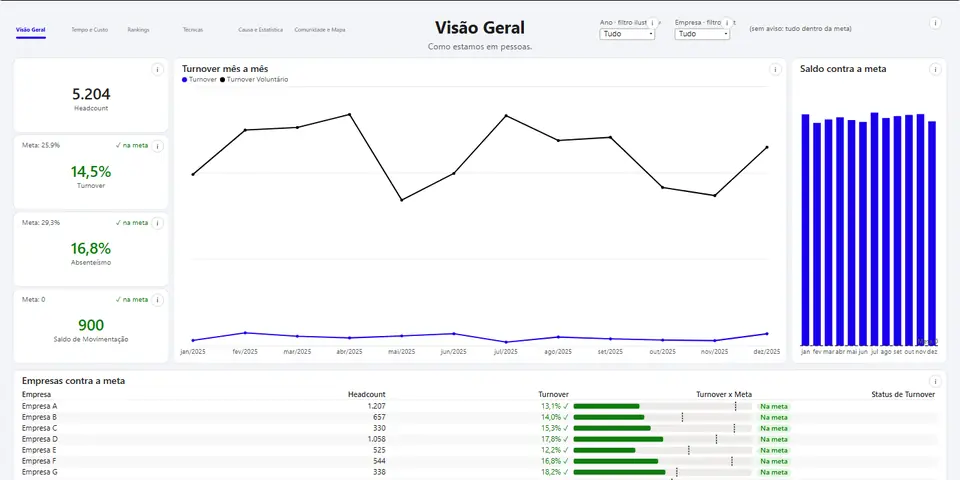 Visão Geral
Tempo e Custo
Rankings
Técnicas
Causa e Estatística
Comunidade e Mapa
Visão Geral
Como estamos em pessoas.
Ano - filtro
Tudo
Empresa - filtro
Tudo
(sem aviso: tudo dentro da meta)
i
5.204
Headcount
i
Meta: 25,9%
✓ na meta
i
14,5%
Turnover
Meta: 29,3%
✓ na meta
i
16,8%
Absenteísmo
Meta: 0
✓ na meta
i
900
Saldo de Movimentação
Turnover mês a mês
i
Turnover
Turnover Voluntário
jan/2025 fev/2025 mar/2025 abr/2025 mai/2025 jun/2025 jul/2025 ago/2025 set/2025 out/2025 nov/2025 dez/2025
Saldo contra a meta
i
jan fev mar abr mai jun jul ago set out nov dez
Empresas contra a meta
i
Empresa Headcount Turnover Turnover x Meta Status de Turnover
Empresa A 1.207 13,1% ✓ Na meta
Empresa B 657 14,0% ✓ Na meta
Empresa C 330 15,3% ✓ Na meta
Empresa D 1.058 17,8% ✓ Na meta
Empresa E 525 12,2% ✓ Na meta
Empresa F 544 16,8% ✓ Na meta
Empresa G 338 18,2% ✓ Na meta